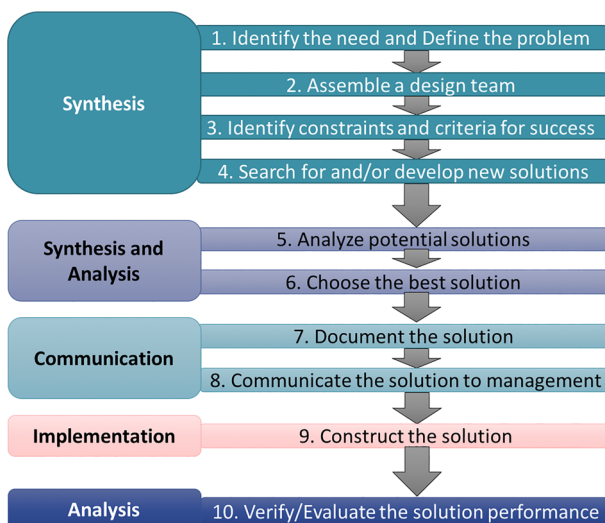 Synthesis
1. Identify the need and Define the problem
2. Assemble a design team
3. Identify constraints and criteria for success
4. Search for and/or develop new solutions
Synthesis and
Analysis
5. Analyze potential solutions
6. Choose the best solution
Communication
7. Document the solution
8. Communicate the solution to management
Implementation
9. Construct the solution
Analysis
10. Verify/Evaluate the solution performance